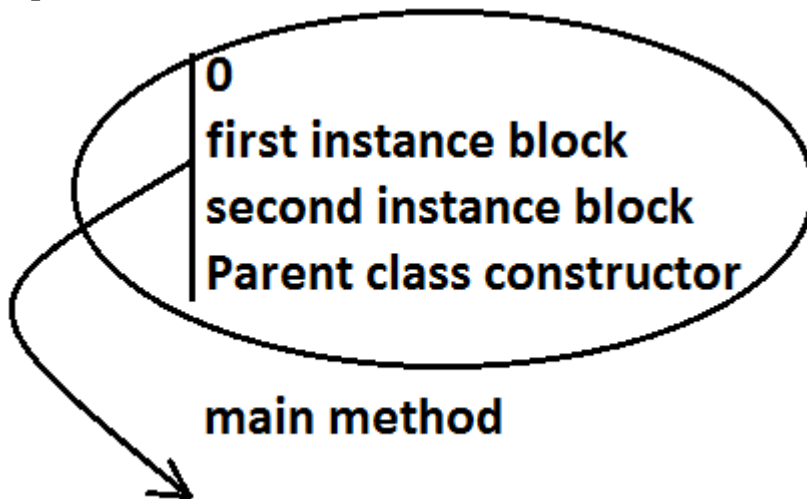 0
first instance block
second instance block
Parent class constructor
main method